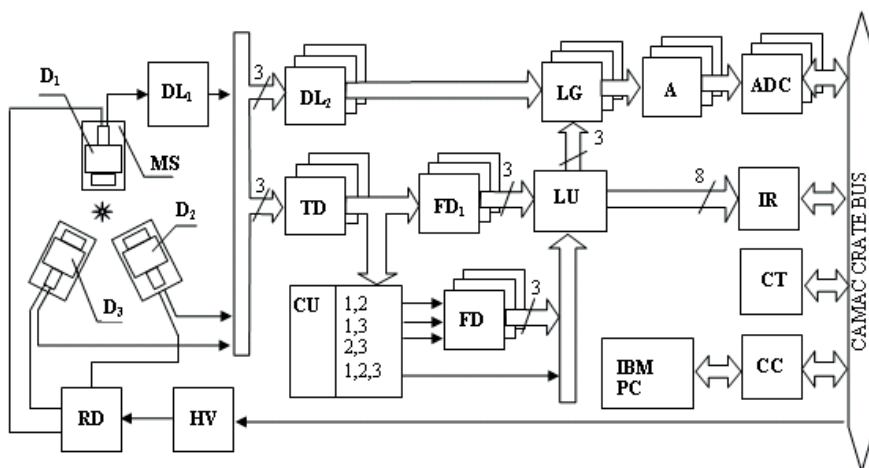 D₁
DL₁
MS
D₂
D₃
3
DL₂
LG
A
ADC
3
3
TD
FD₁
3
LU
8
IR
CU
1,2
1,3
2,3
1,2,3
FD
3
CT
IBM
PC
CC
RD
HV
CAMAC CRATE BUS